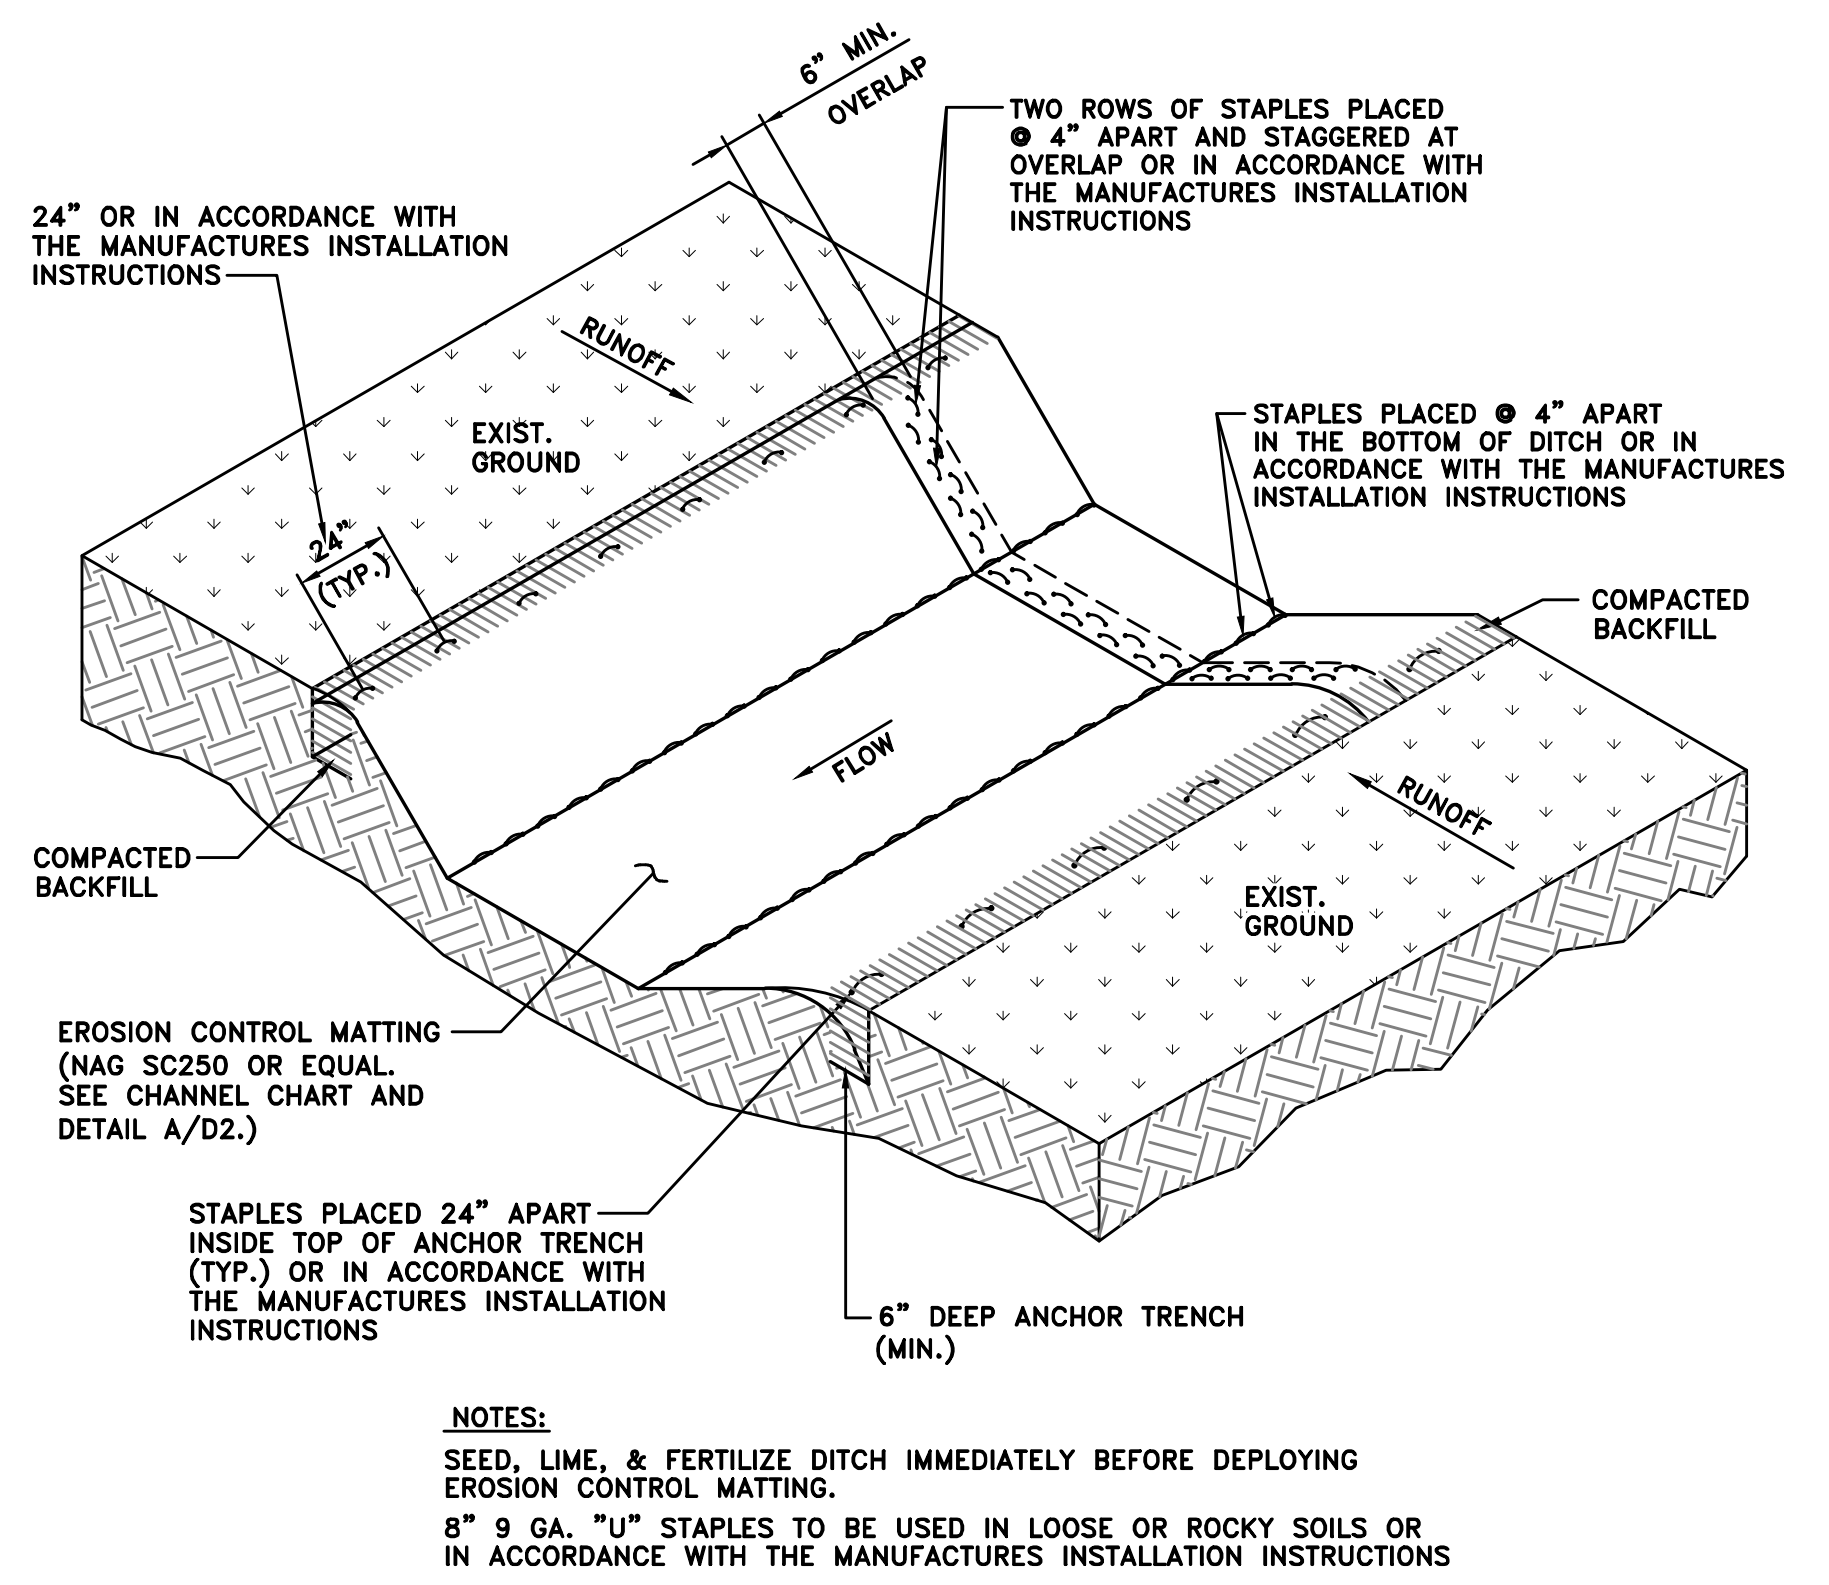 6” MIN.
OVERLAP
TWO ROWS OF STAPLES PLACED
@ 4” APART AND STAGGERED AT
OVERLAP OR IN ACCORDANCE WITH
THE MANUFACTURES INSTALLATION
INSTRUCTIONS
24” OR IN ACCORDANCE WITH
THE MANUFACTURES INSTALLATION
INSTRUCTIONS
RUNOFF
EXIST.
GROUND
24”
(TYP.)
STAPLES PLACED @ 4” APART
IN THE BOTTOM OF DITCH OR IN
ACCORDANCE WITH THE MANUFACTURES
INSTALLATION INSTRUCTIONS
COMPACTED
BACKFILL
FLOW
RUNOFF
EXIST.
GROUND
COMPACTED
BACKFILL
EROSION CONTROL MATTING
(NAG SC250 OR EQUAL.
SEE CHANNEL CHART AND
DETAIL A/D2.)
STAPLES PLACED 24” APART
INSIDE TOP OF ANCHOR TRENCH
(TYP.) OR IN ACCORDANCE WITH
THE MANUFACTURES INSTALLATION
INSTRUCTIONS
6” DEEP ANCHOR TRENCH
(MIN.)
NOTES:
SEED, LIME, & FERTILIZE DITCH IMMEDIATELY BEFORE DEPLOYING
EROSION CONTROL MATTING.
8” 9 GA. ”U” STAPLES TO BE USED IN LOOSE OR ROCKY SOILS OR
IN ACCORDANCE WITH THE MANUFACTURES INSTALLATION INSTRUCTIONS